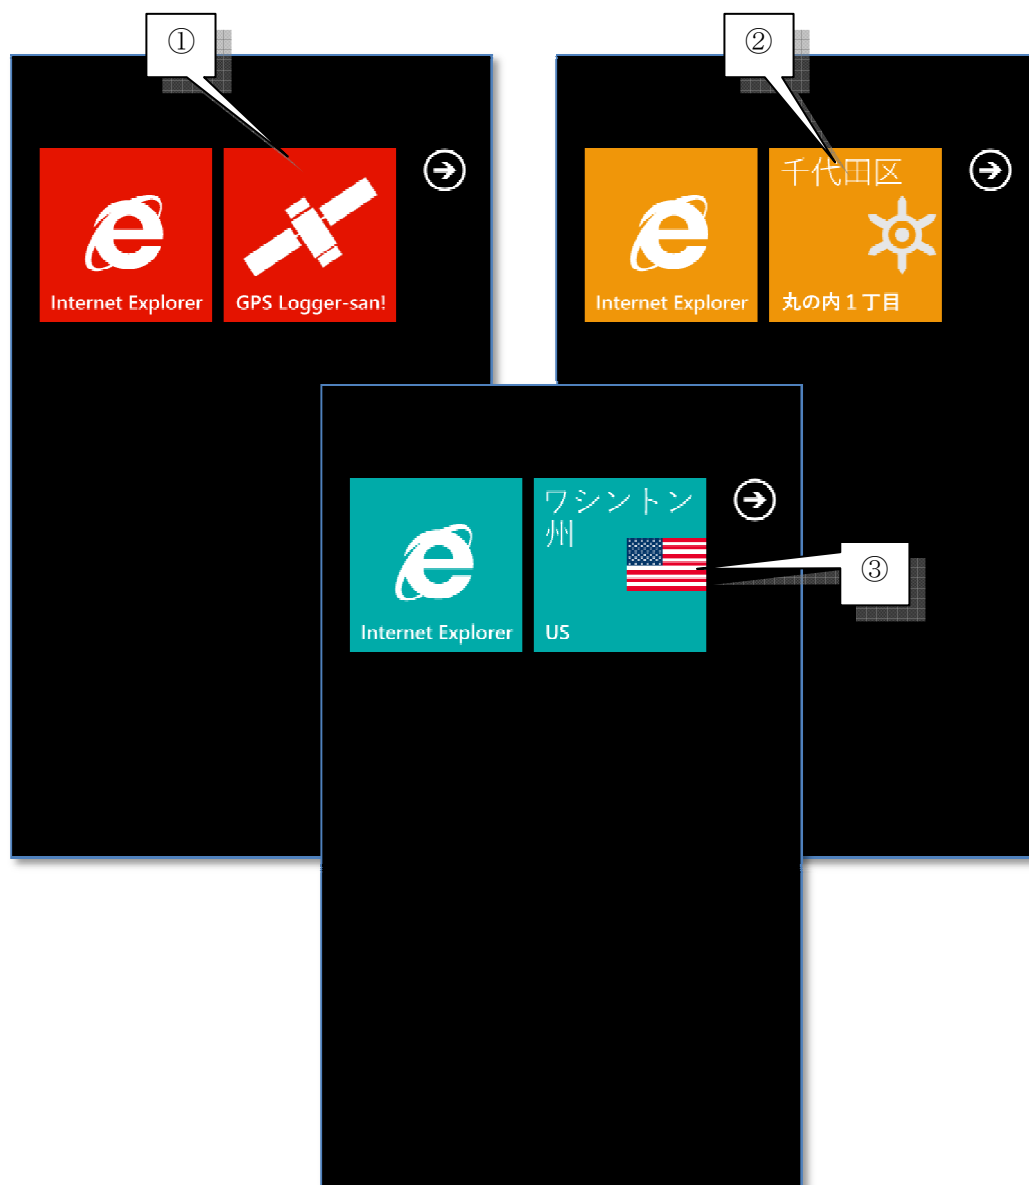 ①
②
Internet Explorer
GPS Logger-san!
千代田区
Internet Explorer
丸の内１丁目
ワシントン
州
③
Internet Explorer
US